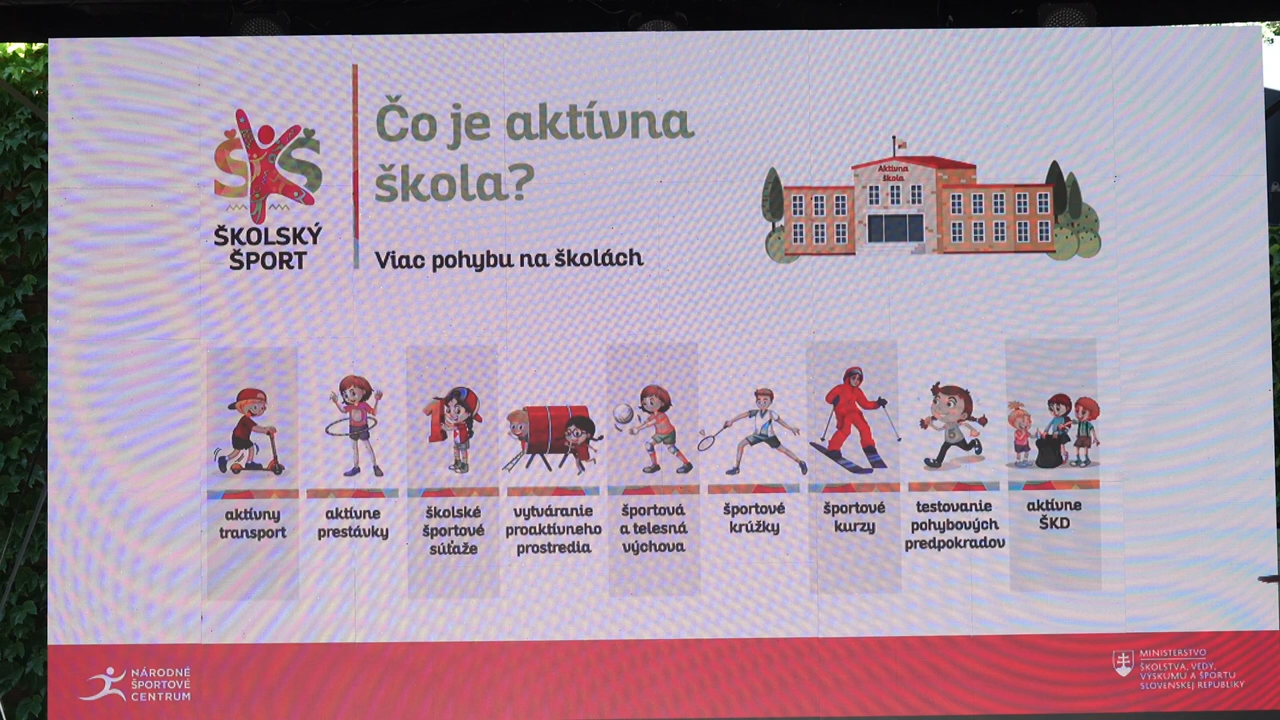 ŠŠ
ŠKOLSKÝ
ŠPORT
Čo je aktívna
škola?
Viac pohybu na školách
Aktívna
škola
aktívny
transport
aktívne
prestávky
školské
športové
súťaže
vytváranie
proaktívneho
prostredia
športová
a telesná
výchova
športové
krúžky
športové
kurzy
testovanie
pohybových
predpokradov
aktívne
ŠKD
NÁRODNÉ
ŠPORTOVÉ
CENTRUM
MINISTERSTVO
ŠKOLSTVA, VEDY,
VÝSKUMU A ŠPORTU
SLOVENSKEJ REPUBLIKY